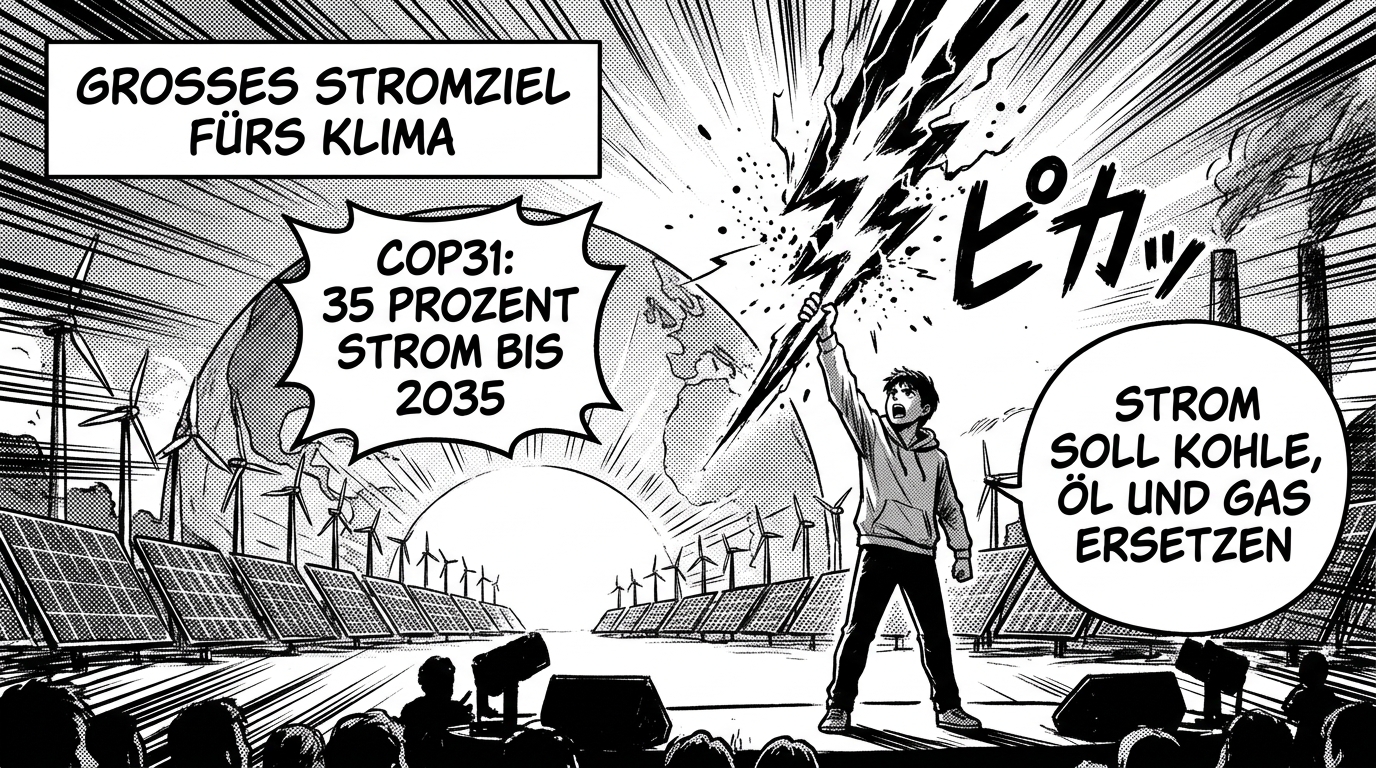 GROSSES STROMZIEL
FÜRS KLIMA
COP31:
35 PROZENT
STROM BIS
2035
ピカッ
STROM
SOLL KOHLE,
ÖL UND GAS
ERSETZEN